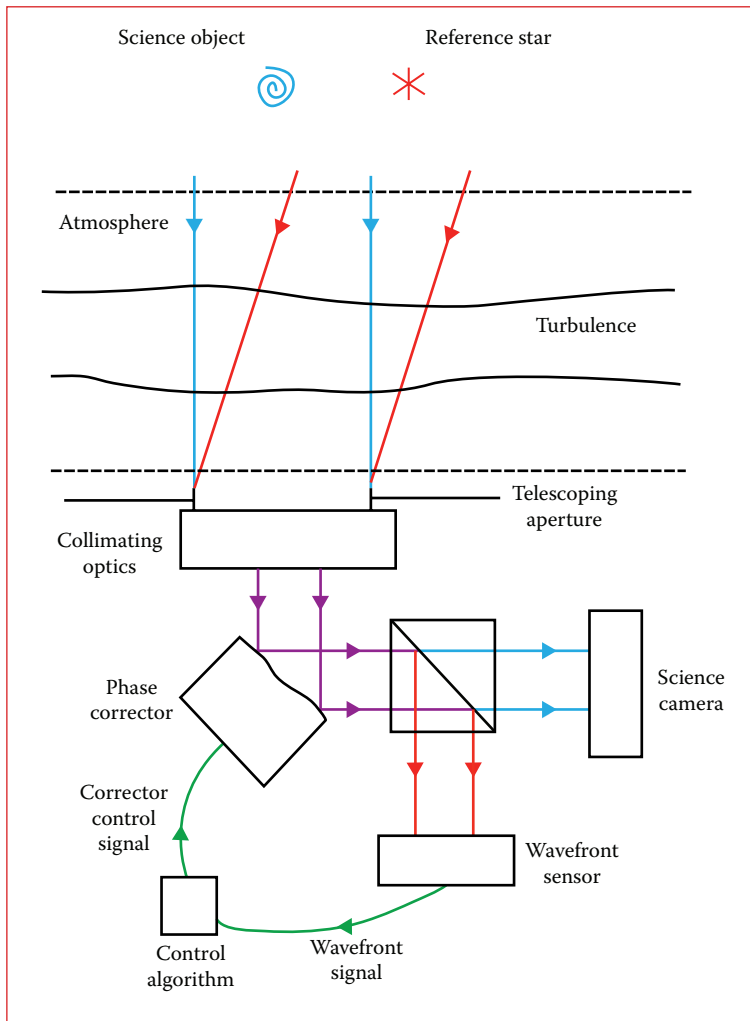 Science object
Reference star
Atmosphere
Turbulence
Telescoping
aperture
Collimating
optics
Phase
corrector
Science
camera
Corrector
control
signal
Wavefront
sensor
Control
algorithm
Wavefront
signal